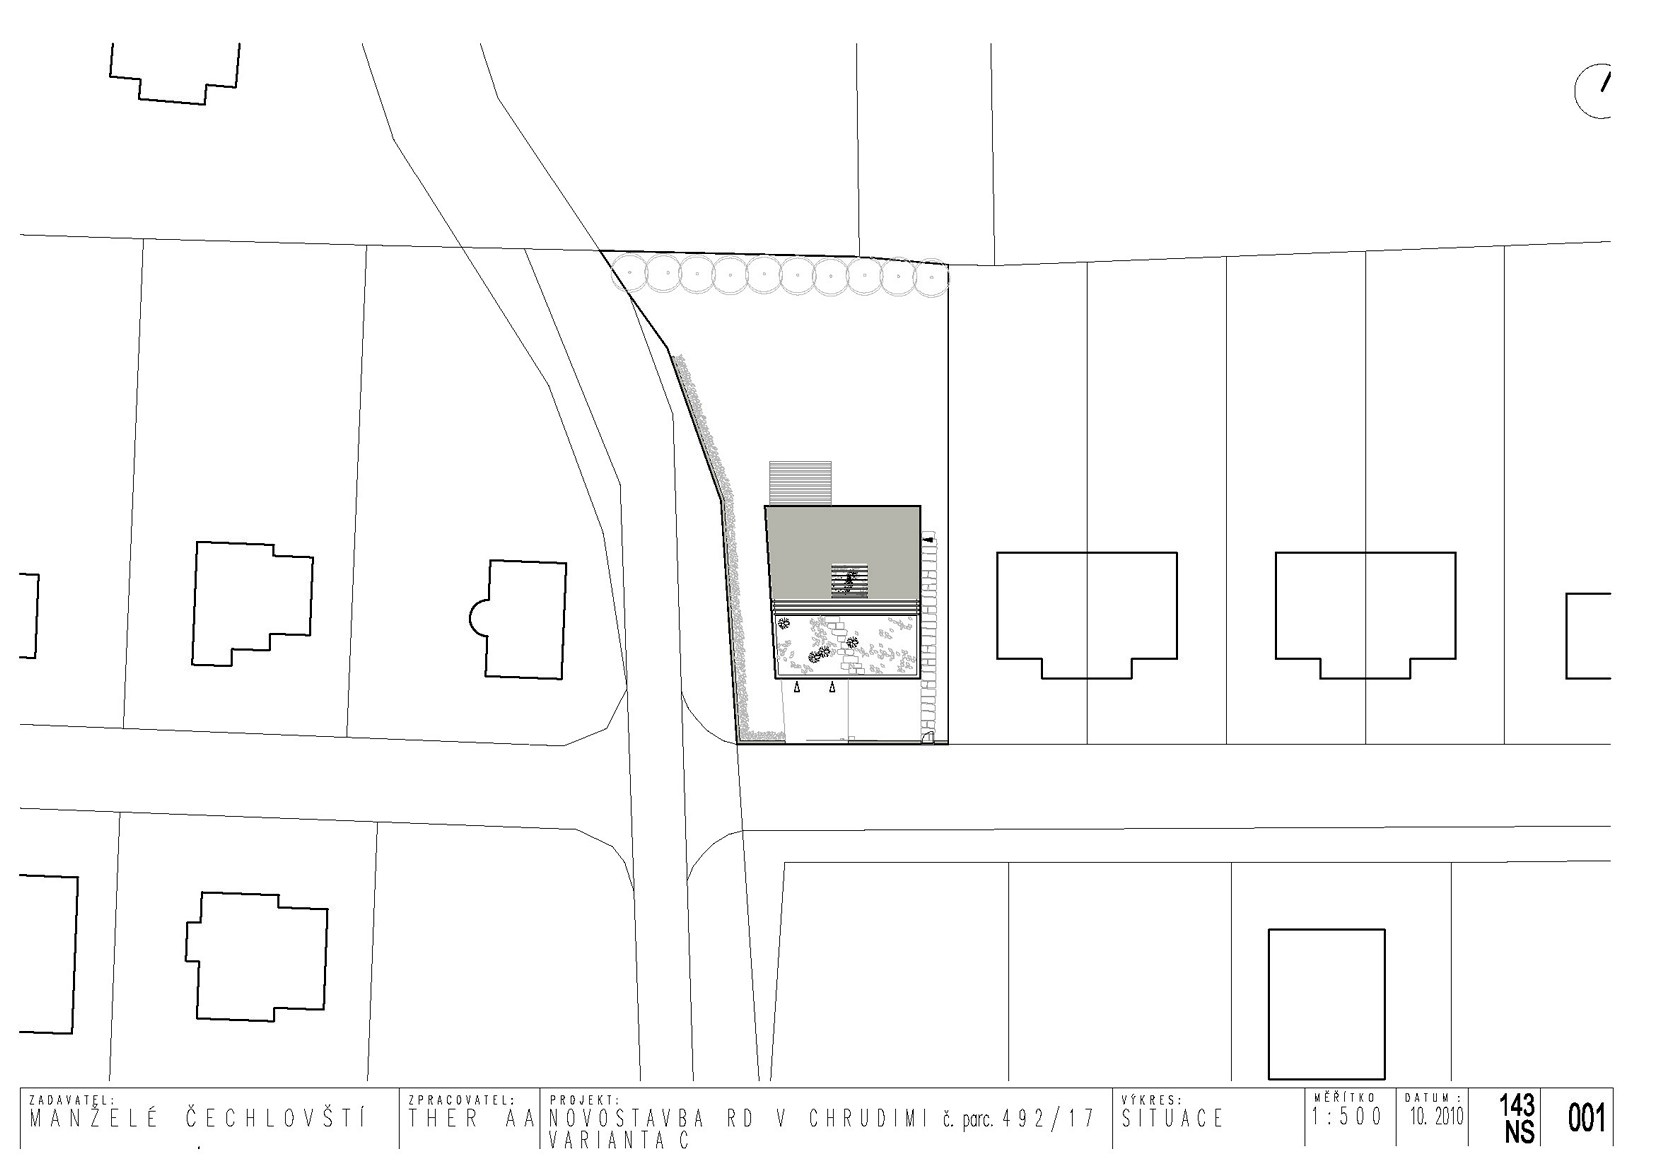 ZADAVATEL:
MANŽELÉ ČECHLOVŠTÍ
ZPRACOVATEL:
THER AA
PROJEKT:
NOVOSTAVBA RD V CHRUDIMI č. parc. 492/17
VARIANTA C
VÝKRES:
SITUACE
MĚŘÍTKO
1:500
DATUM :
10. 2010
143
NS
001